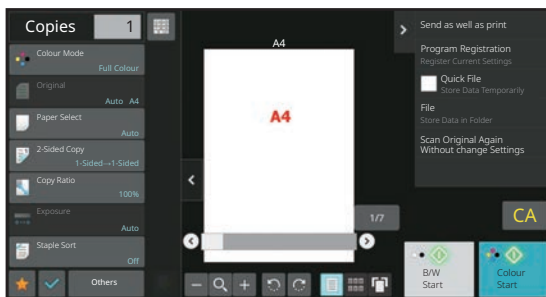 Copies 1
Colour Mode
Full Colour
Original
Auto A4
Paper Select
Auto
2-Sided Copy
1-Sided→1-Sided
Copy Ratio
100%
Exposure
Auto
Staple Sort
Off
Others
A4
A4
1/7
Send as well as print
Program Registration
Register Current Settings
Quick File
Store Data Temporarily
File
Store Data in Folder
Scan Original Again
Without change Settings
CA
B/W
Start
Colour
Start